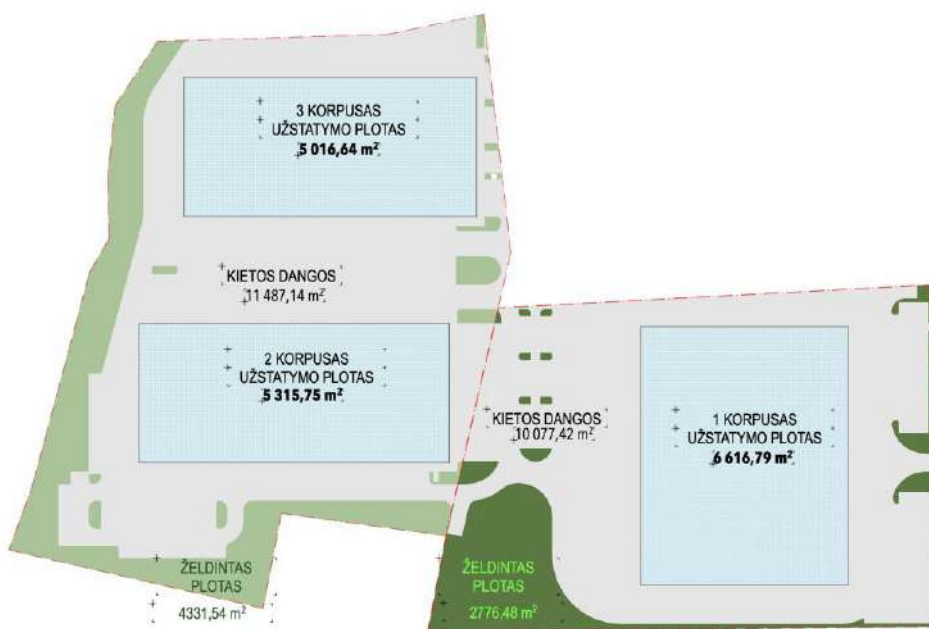 3 KORPUSAS
UŽSTATYMO PLOTAS
5 016,64 m²
KIETOS DANGOS
11 487,14 m²
2 KORPUSAS
UŽSTATYMO PLOTAS
5 315,75 m²
KIETOS DANGOS
10 077,42 m²
1 KORPUSAS
UŽSTATYMO PLOTAS
6 616,79 m²
ŽELDINTAS
PLOTAS
4331,54 m²
ŽELDINTAS
PLOTAS
2776,48 m²